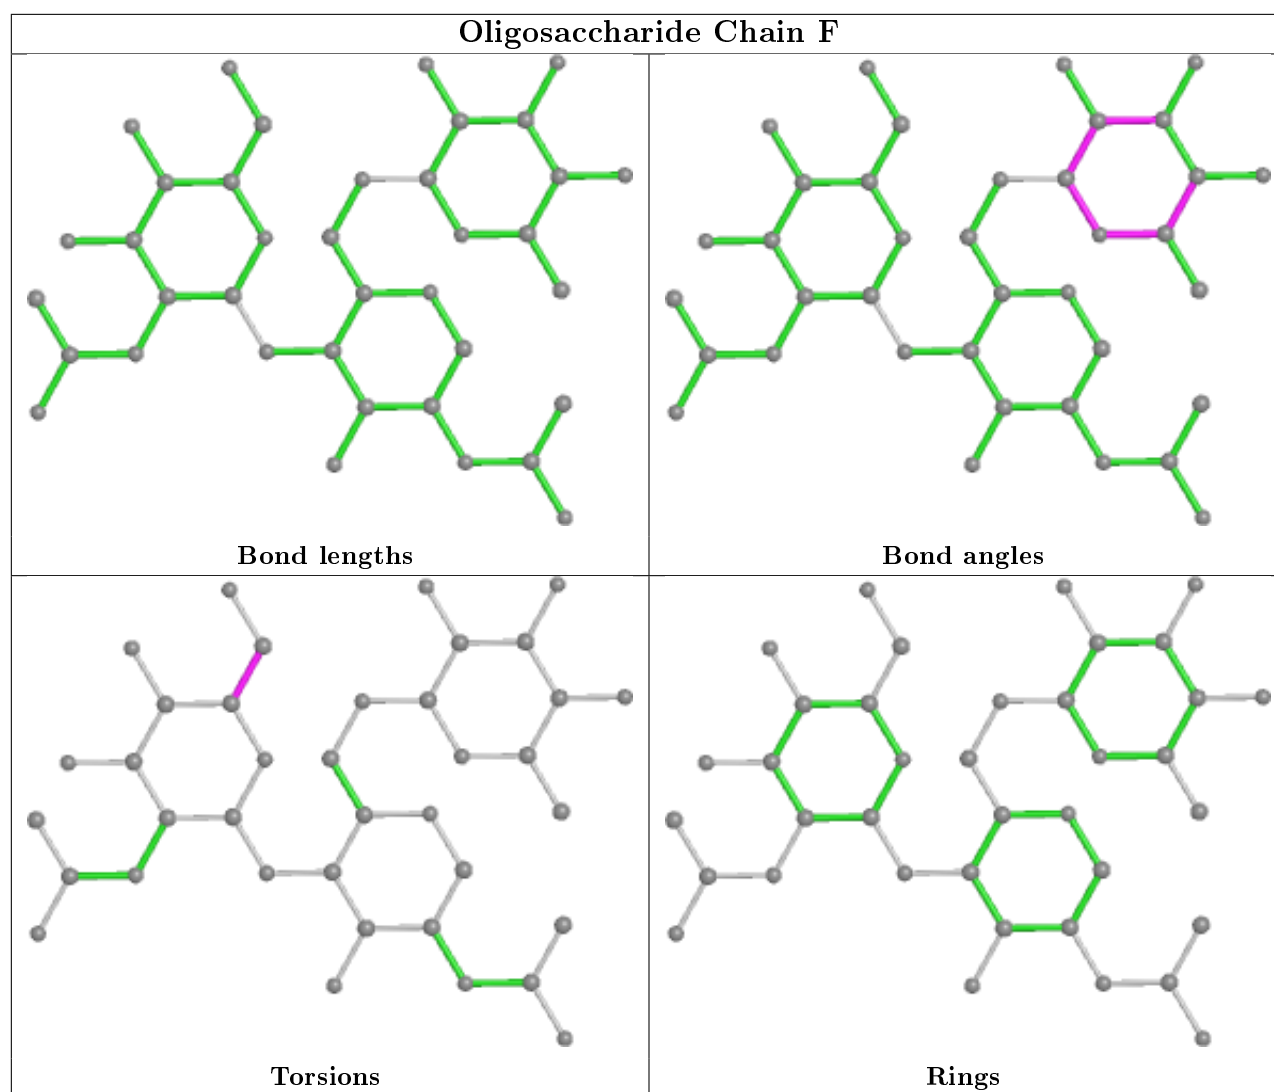 Oligosaccharide Chain F
Bond lengths
Bond angles
Torsions
Rings